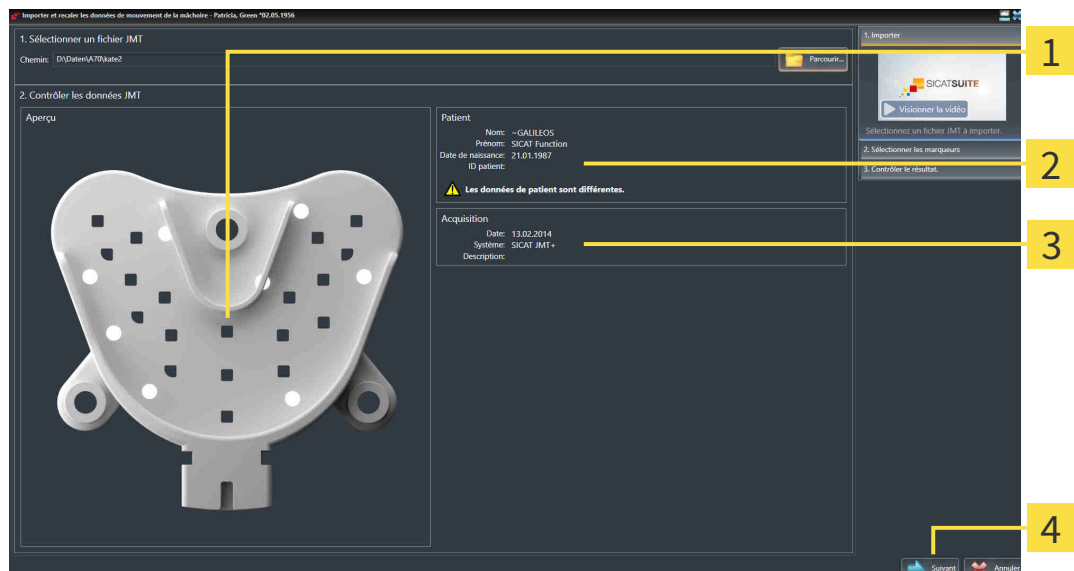 Importer et recaler les données de mouvement de la mâchoire - Patricia, Green *02.05.1956
1. Sélectionner un fichier JMT
Chemin: D:\Daten\A70\kate2
Parcourir...
2. Contrôler les données JMT
Aperçu
Patient
Nom: ~GALILEOS
Prénom: SICAT Function
Date de naissance: 21.01.1987
ID patient:
Les données de patient sont différentes.
Acquisition
Date: 13.02.2014
Système: SICAT JMT+
Description:
1. Importer
SICATSUITE
Visionner la vidéo
Sélectionnez un fichier JMT à importer.
2. Sélectionner les marqueurs
3. Contrôler le résultat.
Suivant
Annuler
1
2
3
4